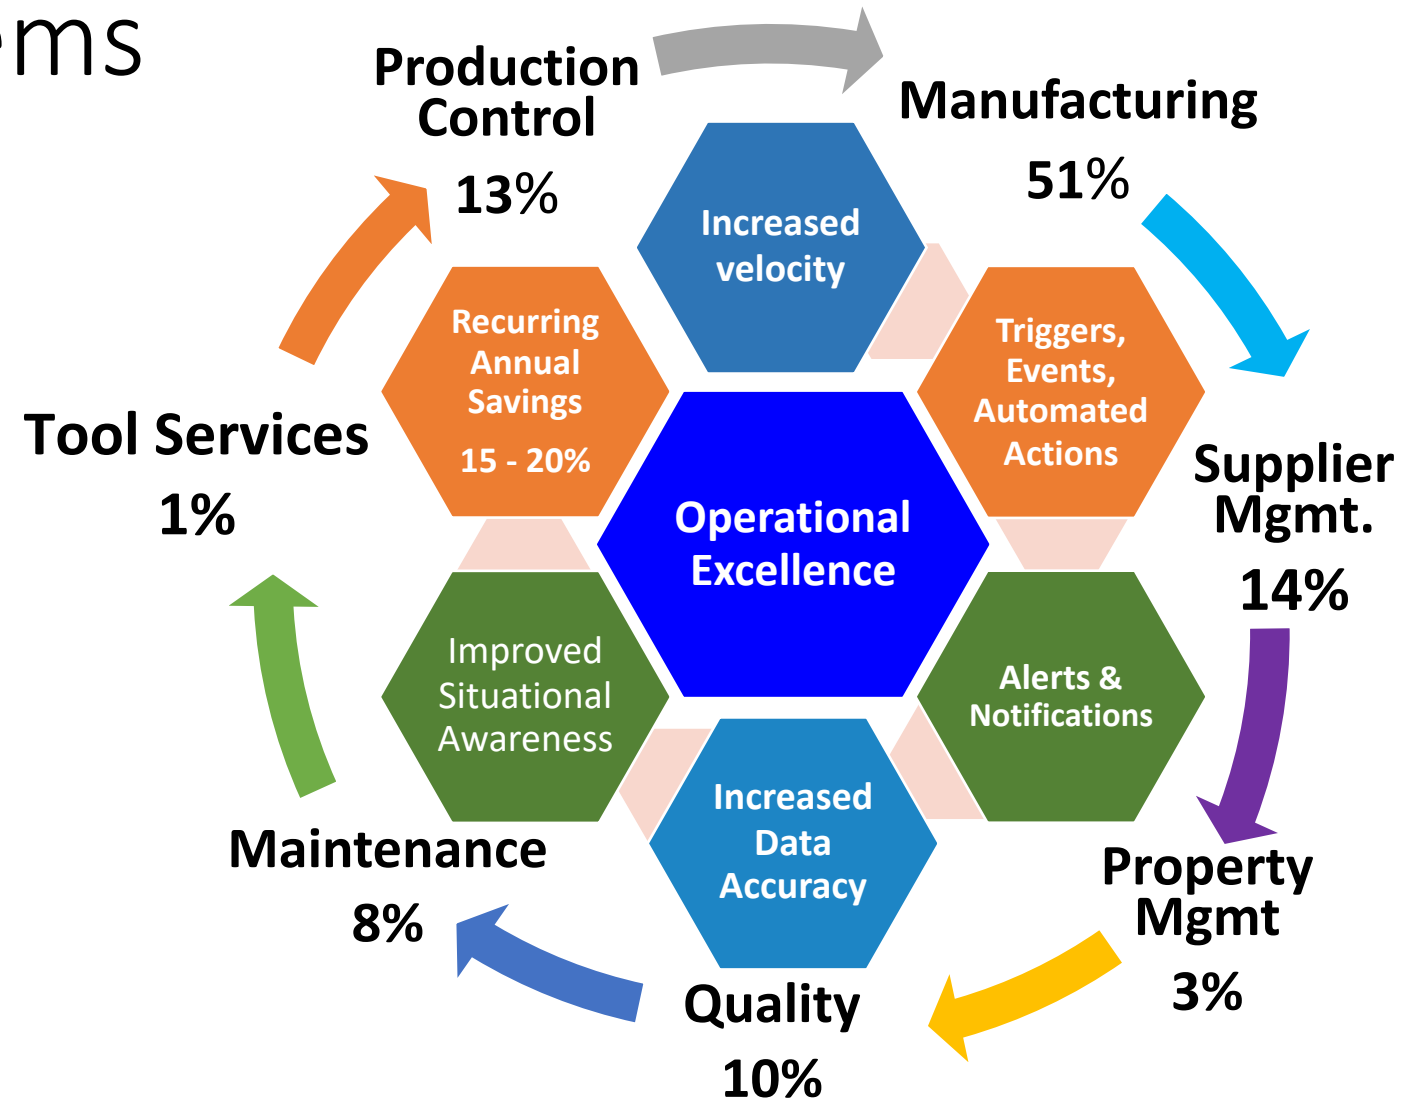 Production
Control
13%
Manufacturing
51%
Increased
velocity
Recurring
Annual
Savings
15 - 20%
Triggers,
Events,
Automated
Actions
Tool Services
1%
Operational
Excellence
Supplier
Mgmt.
14%
Improved
Situational
Awareness
Alerts &
Notifications
Increased
Data
Accuracy
Maintenance
8%
Property
Mgmt
3%
Quality
10%